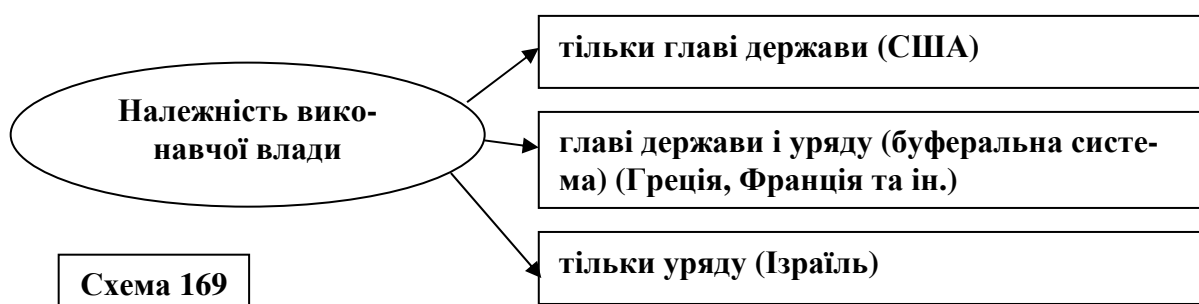 Належність вико-
навчої влади
тільки главі держави (США)
главі держави і уряду (буферальна систе-
ма) (Греція, Франція та ін.)
тільки уряду (Ізраїль)
Схема 169